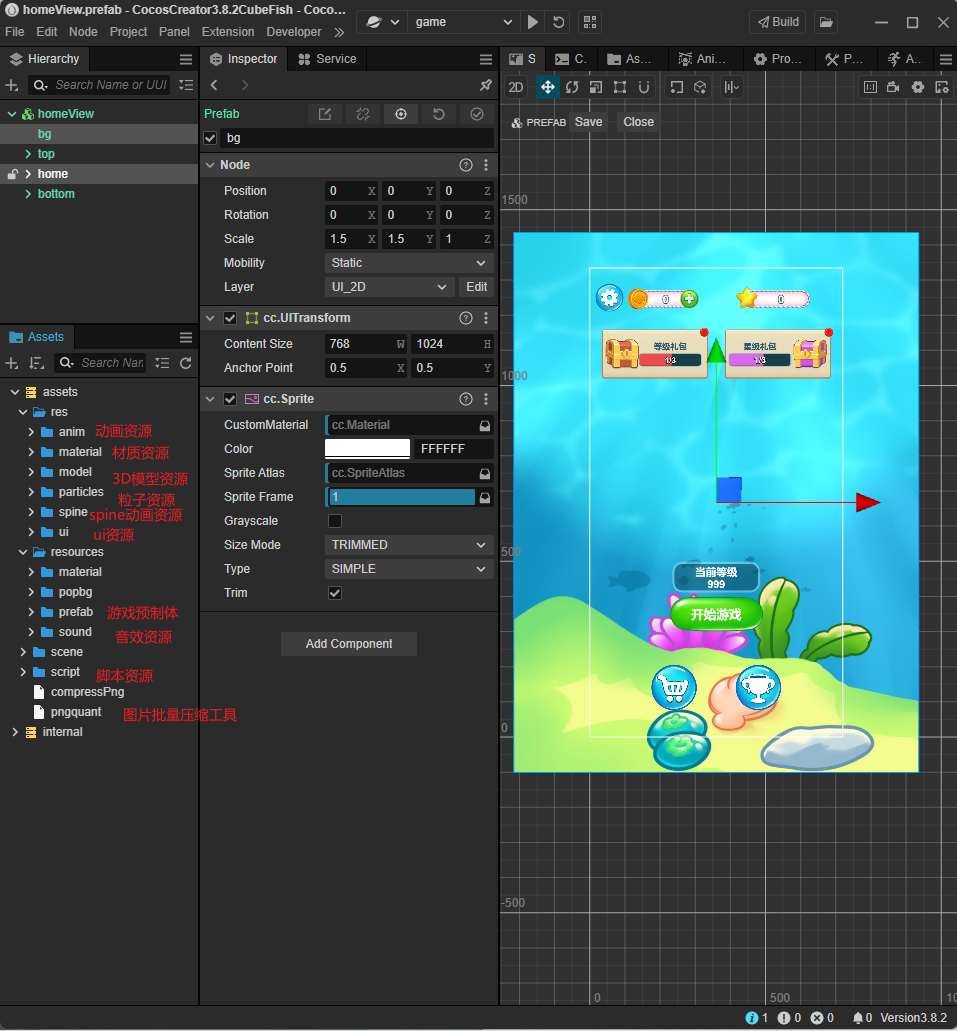 homeView.prefab - CocosCreator3.8.2CubeFish - Coco...
game
Build
File Edit Node Project Panel Extension Developer
Hierarchy
Search Name or UUI
homeView
bg
top
home
bottom
Assets
Search Nan
assets
res
anim 动画资源
material 材质资源
model 3D模型资源
particles 粒子资源
spine spine动画资源
ui ui资源
resources
material
popbg
prefab 游戏预制体
sound 音效资源
scene
script 脚本资源
compressPng
pngquant 图片批量压缩工具
internal
Inspector
Service
Prefab
bg
Node
Position 0 X 0 Y 0 Z
Rotation 0 X 0 Y 0 Z
Scale 1.5 X 1.5 Y 1 Z
Mobility Static
Layer UI_2D Edit
cc.UITransform
Content Size 768 W 1024 H
Anchor Point 0.5 X 0.5 Y
cc.Sprite
CustomMaterial cc.Material
Color FFFFFF
Sprite Atlas cc.SpriteAtlas
Sprite Frame 1
Grayscale
Size Mode TRIMMED
Type SIMPLE
Trim
Add Component
S C. As... Ani... Pro... P... A...
2D
PREFAB Save Close
1500
0 0
等级礼包 星级礼包
1/3 1/3
1000
500
当前等级
999
开始游戏
0
-500
0 500 10
1 0 0 0 Version3.8.2